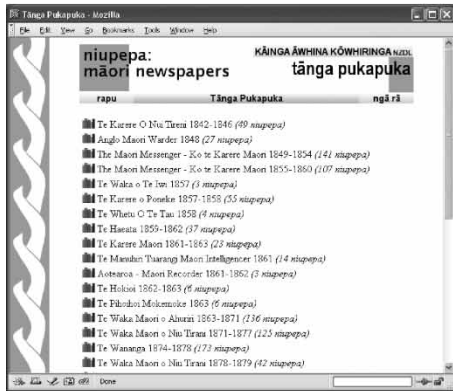 Tānga Pukapuka - Mozilla
File Edit View Go Bookmarks Tools Window Help
niupepa:
māori newspapers
KĀINGA ĀWHINA KŌWHIRINGA NZDL
tānga pukapuka
rapu Tānga Pukapuka ngā rā
Te Karere O Nui Tireni 1842-1846 (49 niupepa)
Anglo Maori Warder 1848 (27 niupepa)
The Maori Messenger - Ko te Karere Maori 1849-1854 (141 niupepa)
The Maori Messenger - Ko te Karere Maori 1855-1860 (107 niupepa)
Te Waka o Te Iwi 1857 (3 niupepa)
Te Karere o Poneke 1857-1858 (55 niupepa)
Te Whetu O Te Tau 1858 (4 niupepa)
Te Haeata 1859-1862 (37 niupepa)
Te Karere Maori 1861-1863 (23 niupepa)
Te Manuhiri Tuarangi Maori Intelligencer 1861 (14 niupepa)
Aotearoa - Maori Recorder 1861-1862 (3 niupepa)
Te Hokioi 1862-1863 (6 niupepa)
Te Pihoihoi Mokemoke 1863 (6 niupepa)
Te Waka Maori o Ahuriri 1863-1871 (136 niupepa)
Te Waka Maori o Niu Tirani 1871-1877 (125 niupepa)
Te Wananga 1874-1878 (173 niupepa)
Te Waka Maori o Niu Tirani 1878-1879 (42 niupepa)
Done